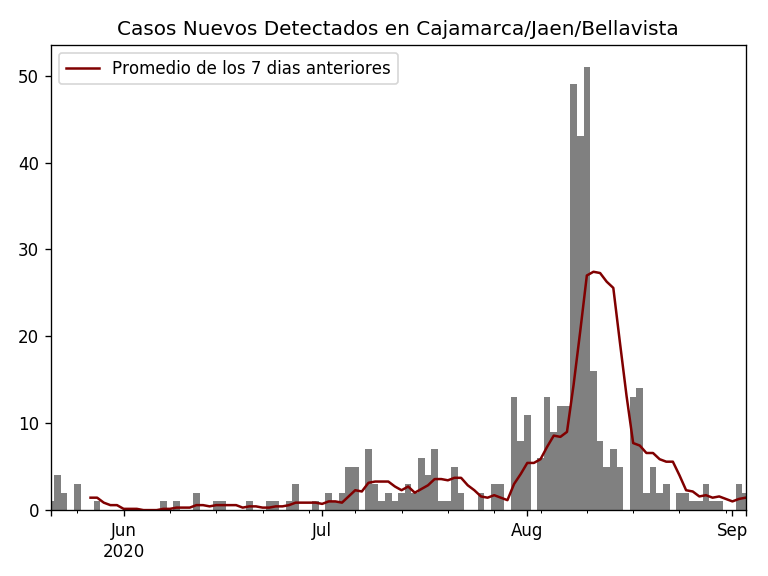 Casos Nuevos Detectados en Cajamarca/Jaen/Bellavista
Promedio de los 7 dias anteriores
50
40
30
20
10
0
Jun
2020
Jul
Aug
Sep